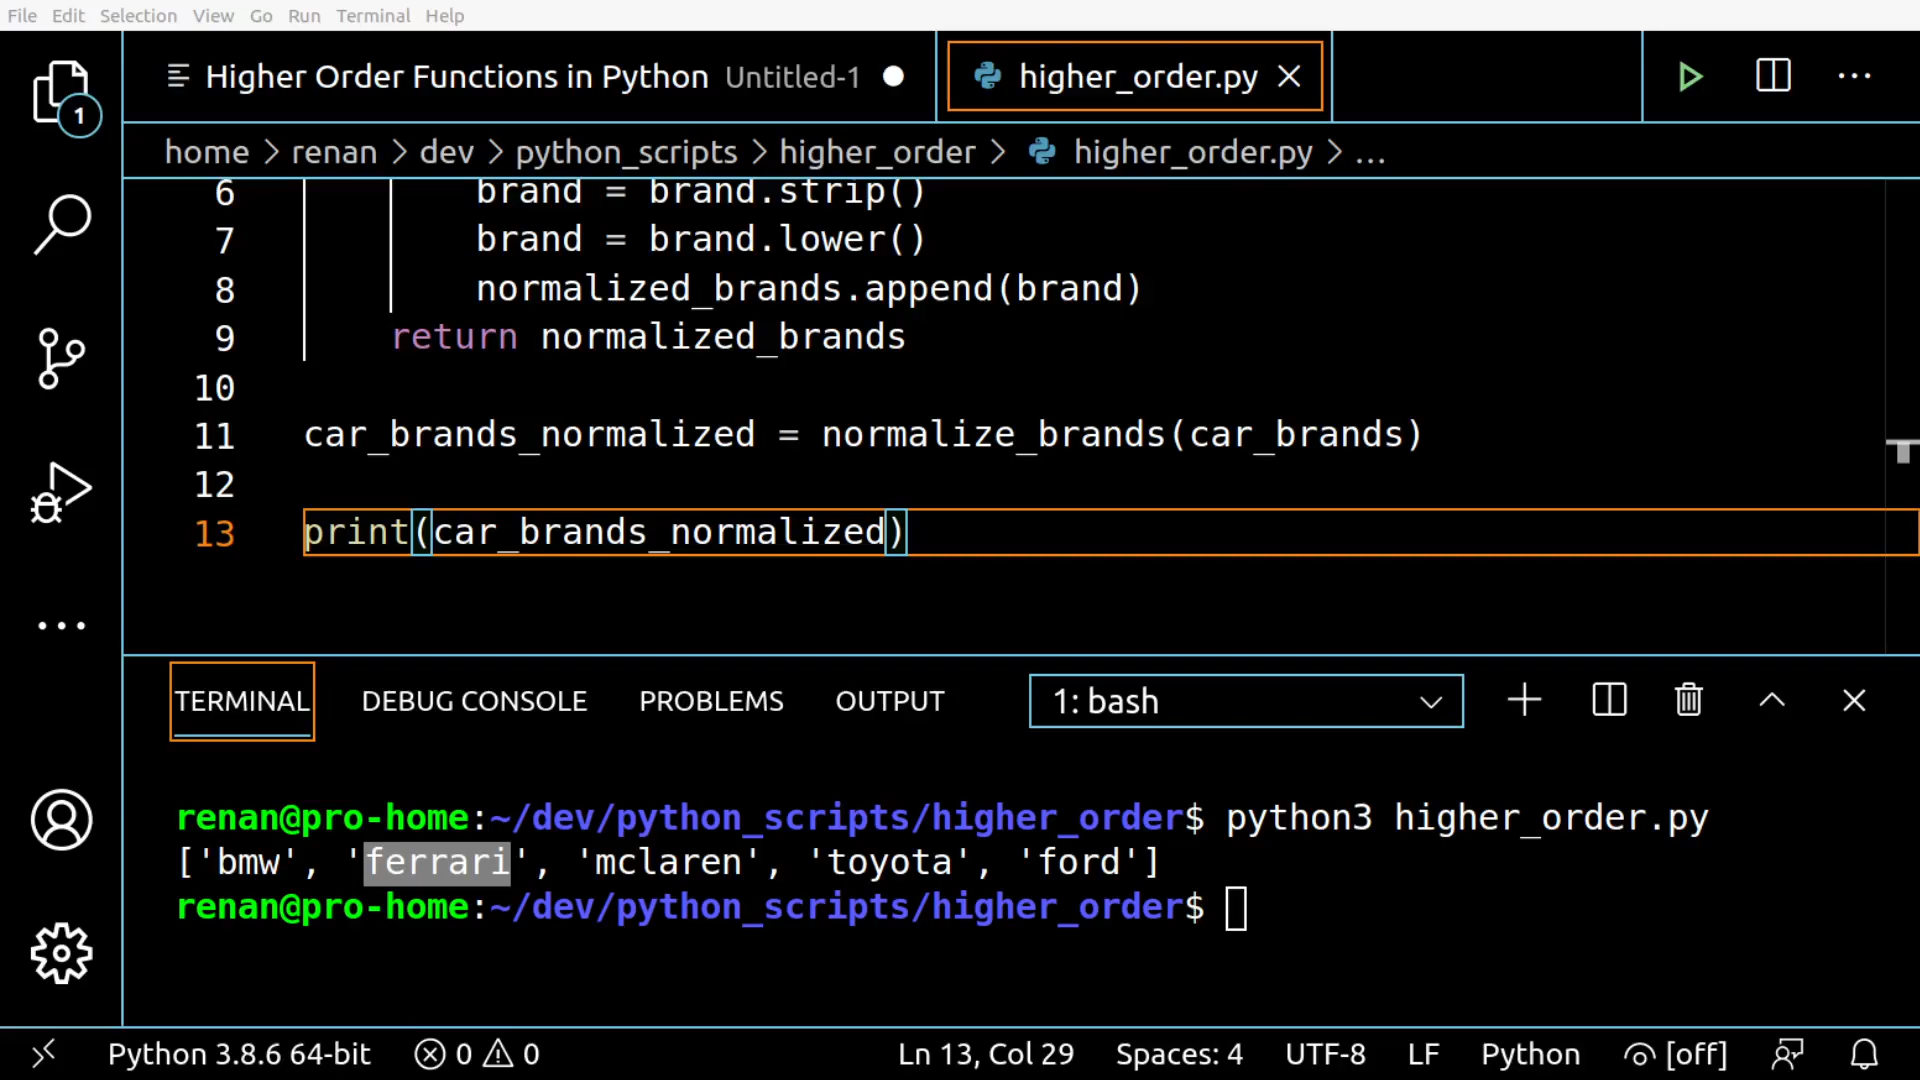 File Edit Selection View Go Run Terminal Help
Higher Order Functions in Python Untitled-1
higher_order.py
1
home > renan > dev > python_scripts > higher_order > higher_order.py > ...
6 brand = brand.strip()
7 brand = brand.lower()
8 normalized_brands.append(brand)
9 return normalized_brands
10
11 car_brands_normalized = normalize_brands(car_brands)
12
13 print(car_brands_normalized)
TERMINAL DEBUG CONSOLE PROBLEMS OUTPUT 1: bash
renan@pro-home:~/dev/python_scripts/higher_order$ python3 higher_order.py
['bmw', 'ferrari', 'mclaren', 'toyota', 'ford']
renan@pro-home:~/dev/python_scripts/higher_order$
Python 3.8.6 64-bit 0 0 Ln 13, Col 29 Spaces: 4 UTF-8 LF Python [off]